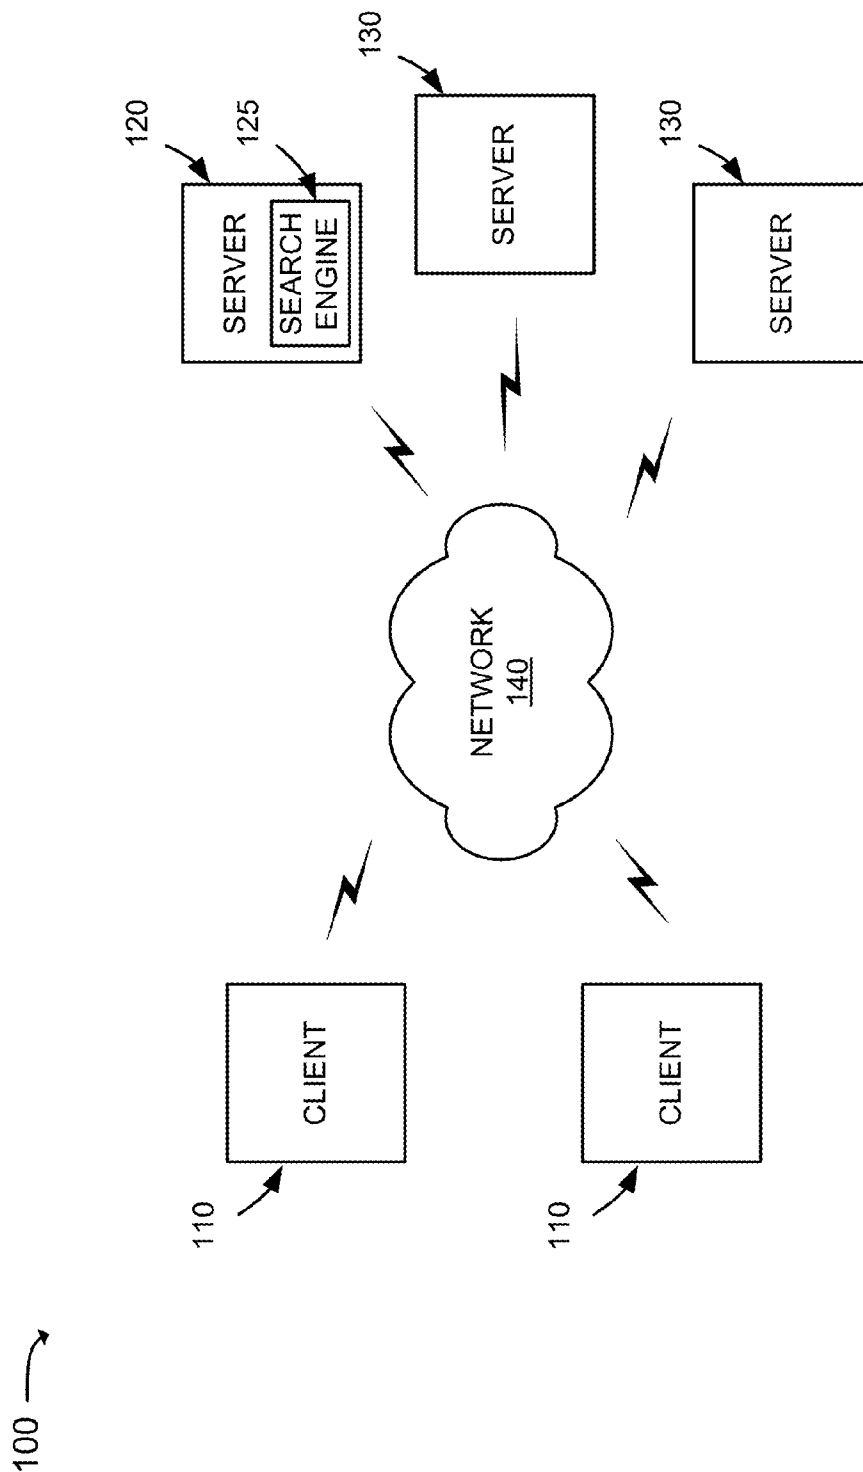 100
110
CLIENT
110
CLIENT
NETWORK
140
120
SERVER
125
SEARCH
ENGINE
130
SERVER
130
SERVER